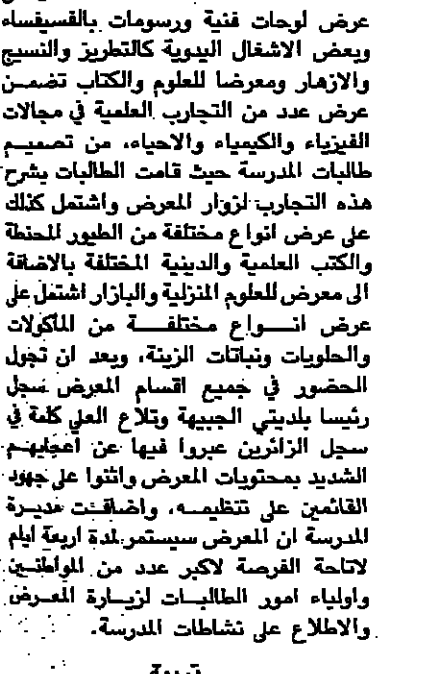 عرض لوحات فنية ورسومات بالفسيفساء
وبعض الاشغال اليدوية كالتطريز والنسيج
والازهار ومعرضا للعلوم والكتاب تضمن
عرض عدد من التجارب العلمية في مجالات
الفيزياء والكيمياء والاحياء، من تصميم
طالبات المدرسة حيث قامت الطالبات بشرح
هذه التجارب لزوار المعرض واشتمل كذلك
على عرض انواع مختلفة من الطيور المحنطة
والكتب العلمية والدينية المختلفة بالاضافة
الى معرض للعلوم المنزلية والبازار اشتمل على
عرض انواع مختلفة من المأكولات
والحلويات ونباتات الزينة، وبعد ان تجول
الحضور في جميع اقسام المعرض سجل
رئيسا بلديتي الجبيهة وتلاع العلي كلمة في
سجل الزائرين عبروا فيها عن اعجابهم
الشديد بمحتويات المعرض واثنوا على جهود
القائمين على تنظيمه، واضافت مديرة
المدرسة ان المعرض سيستمر لمدة اربعة ايام
لاتاحة الفرصة لاكبر عدد من المواطنين
واولياء امور الطالبات لزيارة المعرض
والاطلاع على نشاطات المدرسة.